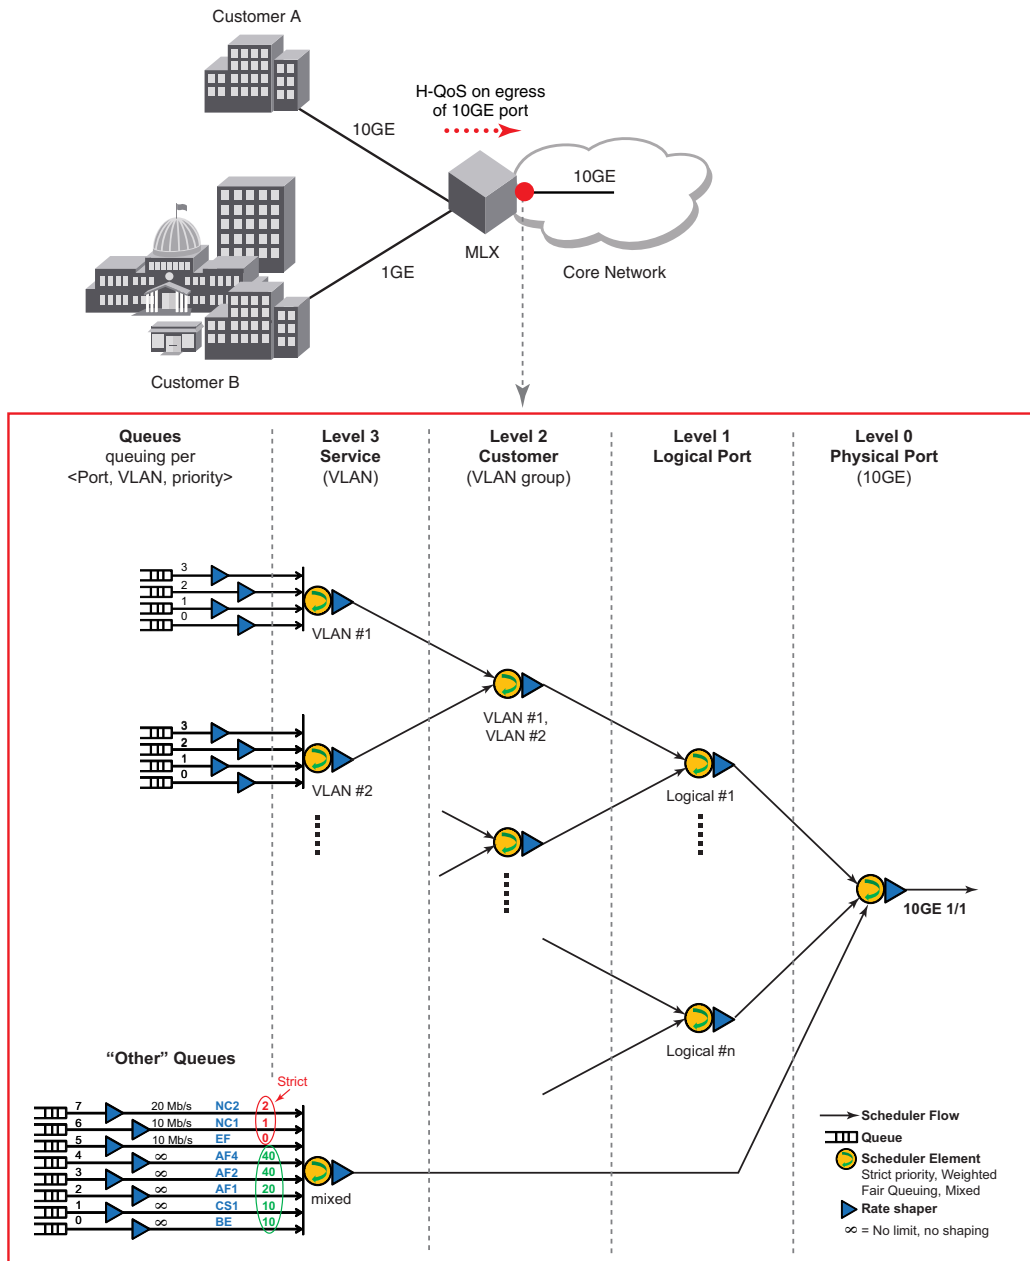 Customer A
H-QoS on egress
of 10GE port
10GE
10GE
MLX
1GE
Core Network
Customer B
Queues
queuing per
<Port, VLAN, priority>
Level 3
Service
(VLAN)
Level 2
Customer
(VLAN group)
Level 1
Logical Port
Level 0
Physical Port
(10GE)
3
2
1
0
VLAN #1
VLAN #1,
VLAN #2
3
2
1
0
VLAN #2
Logical #1
10GE 1/1
Logical #n
"Other" Queues
Strict
7 20 Mb/s NC2 2
6 10 Mb/s NC1 1
5 10 Mb/s EF 0
4 ∞ AF4 40
3 ∞ AF2 40
2 ∞ AF1 20
1 ∞ CS1 10
0 ∞ BE 10
mixed
Scheduler Flow
Queue
Scheduler Element
Strict priority, Weighted
Fair Queuing, Mixed
Rate shaper
∞ = No limit, no shaping